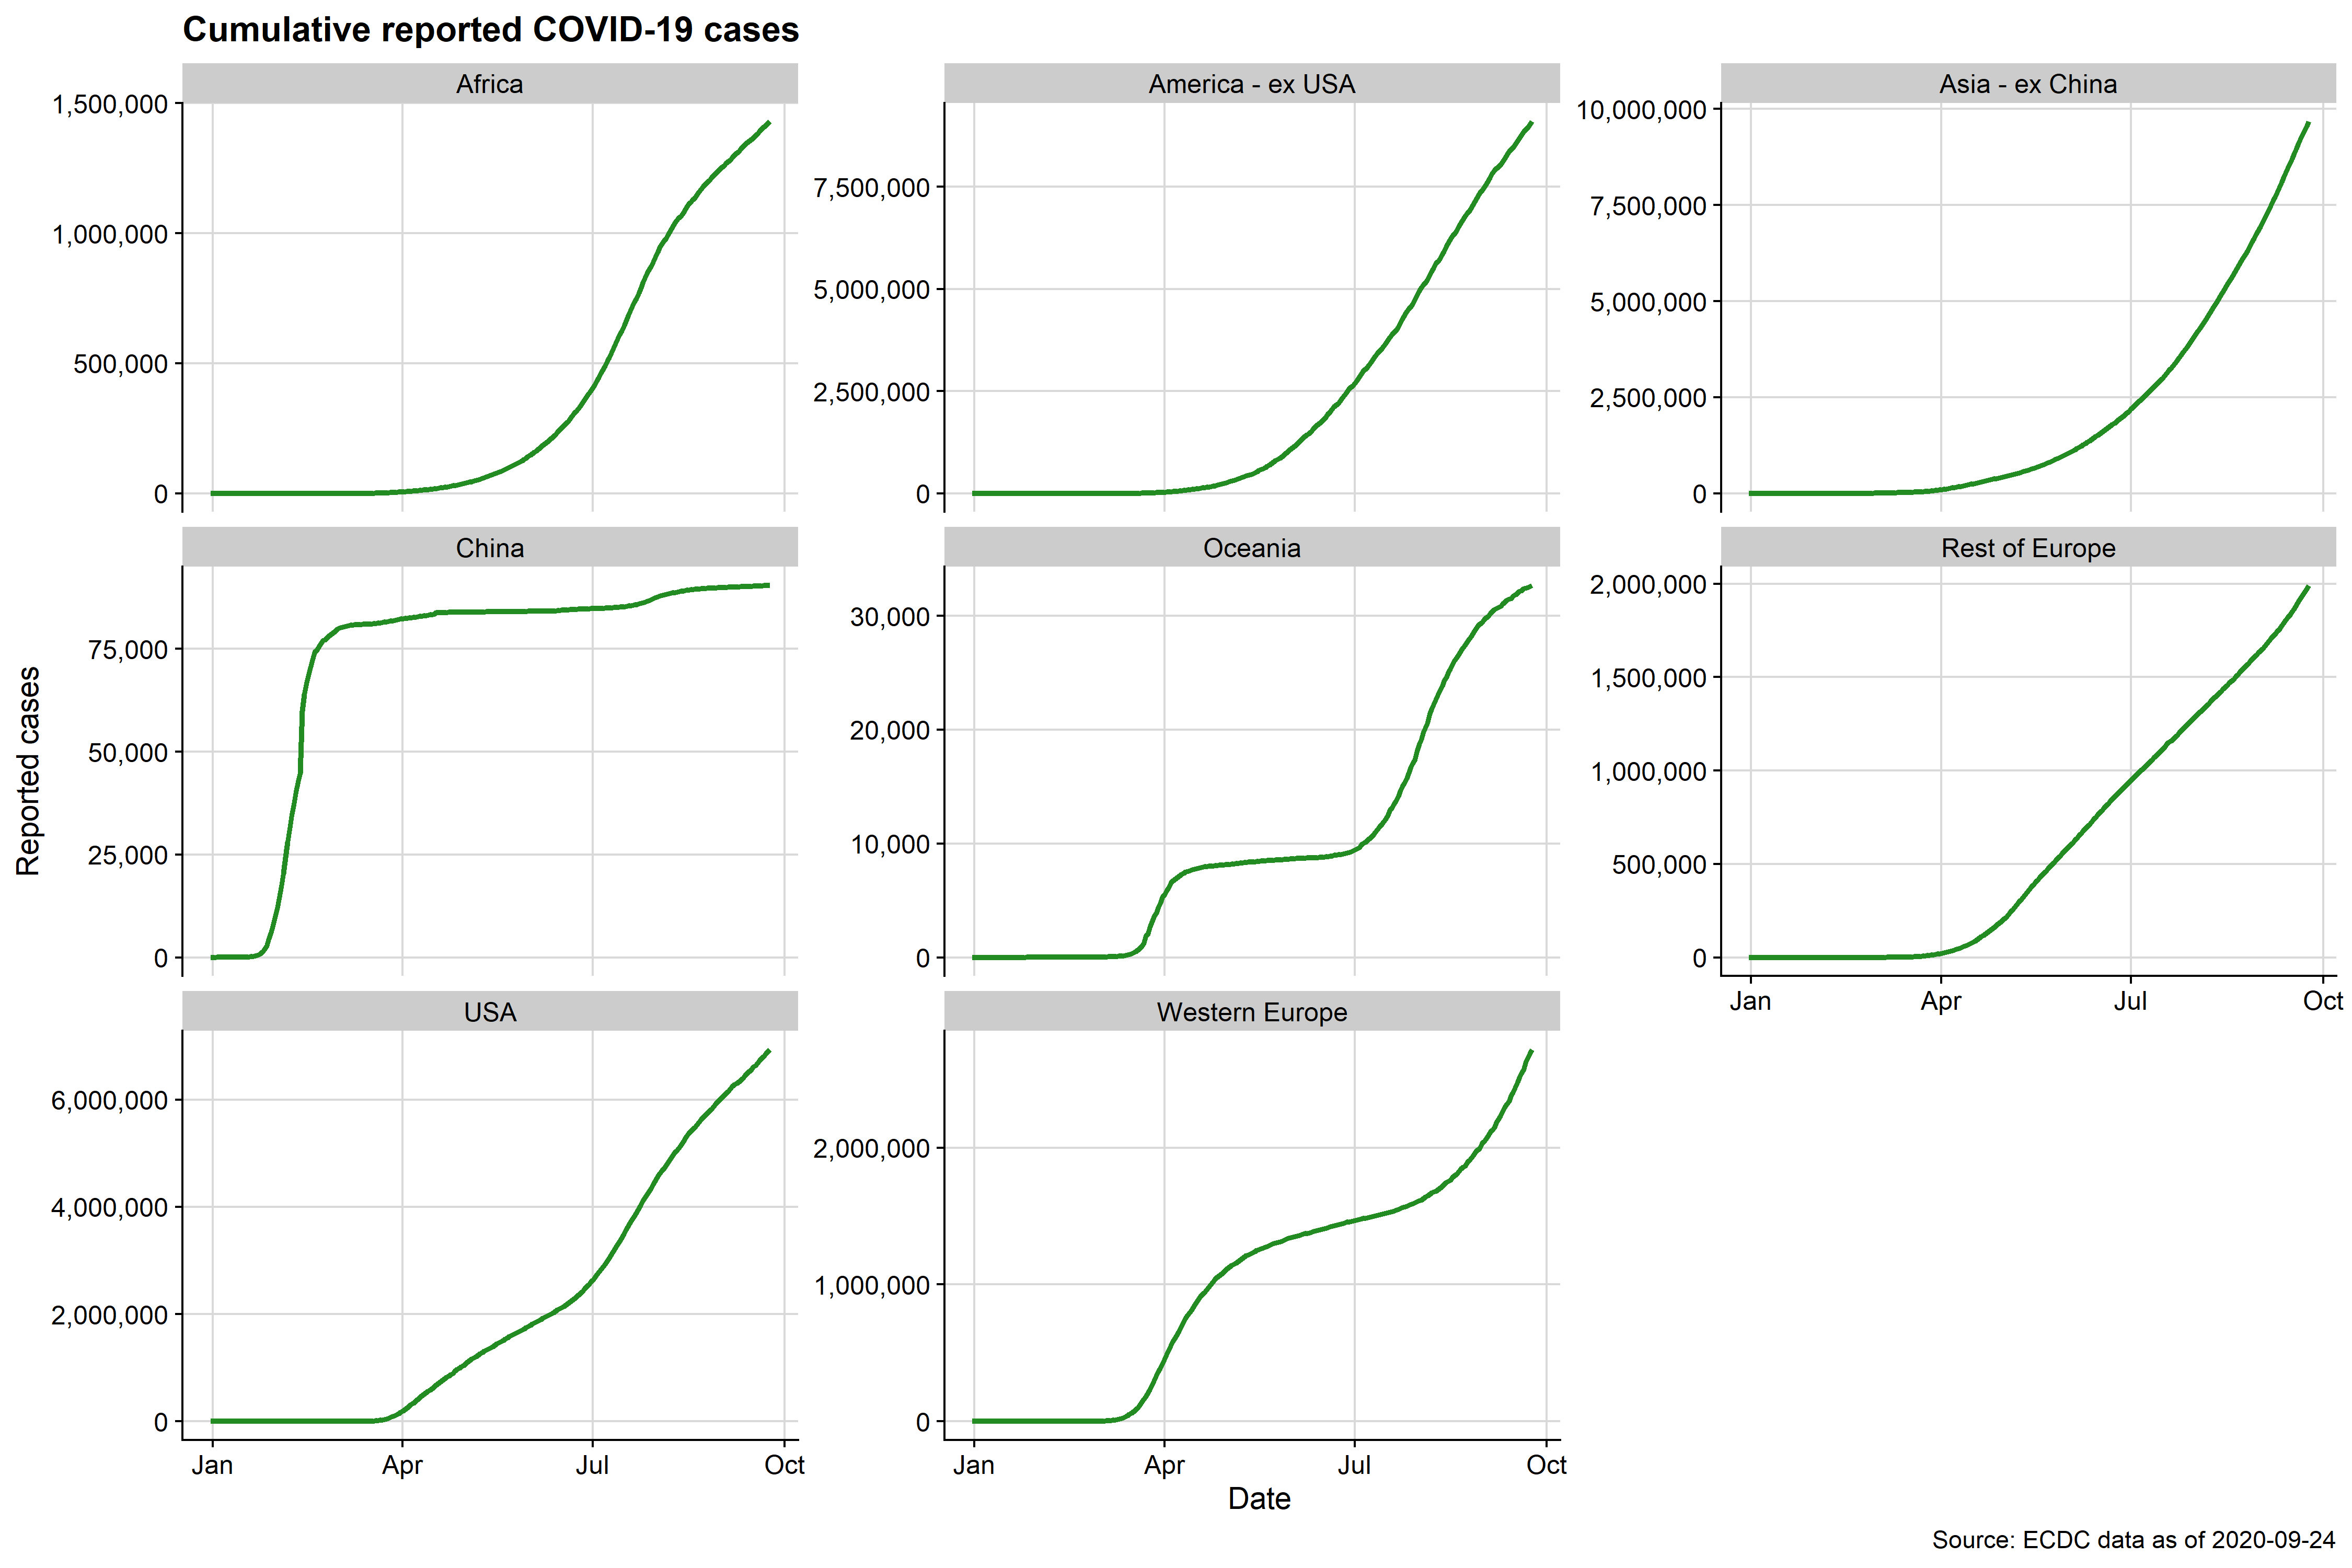 Cumulative reported COVID-19 cases
Africa
America - ex USA
Asia - ex China
1,500,000
1,000,000
500,000
0
7,500,000
5,000,000
2,500,000
0
10,000,000
7,500,000
5,000,000
2,500,000
0
China
Oceania
Rest of Europe
Reported cases
75,000
50,000
25,000
0
30,000
20,000
10,000
0
2,000,000
1,500,000
1,000,000
500,000
0
Jan Apr Jul Oct
USA
Western Europe
6,000,000
4,000,000
2,000,000
0
2,000,000
1,000,000
0
Jan Apr Jul Oct
Jan Apr Jul Oct
Date
Source: ECDC data as of 2020-09-24